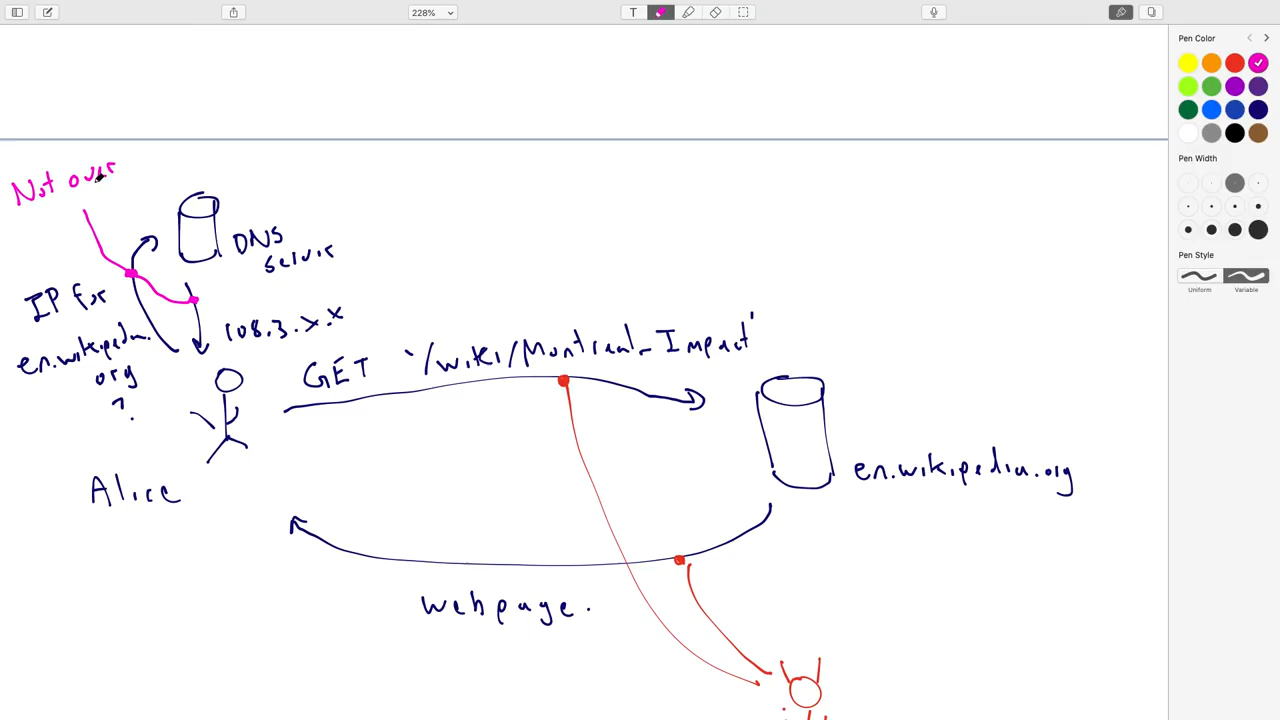 228%
T
Pen Color
Not over
Pen Width
DNS
server
Pen Style
Uniform
Variable
IP for
en.wikipedia.
org
?
108.3.x.x
GET '/wiki/Montreal_Impact'
en.wikipedia.org
Alice
webpage.